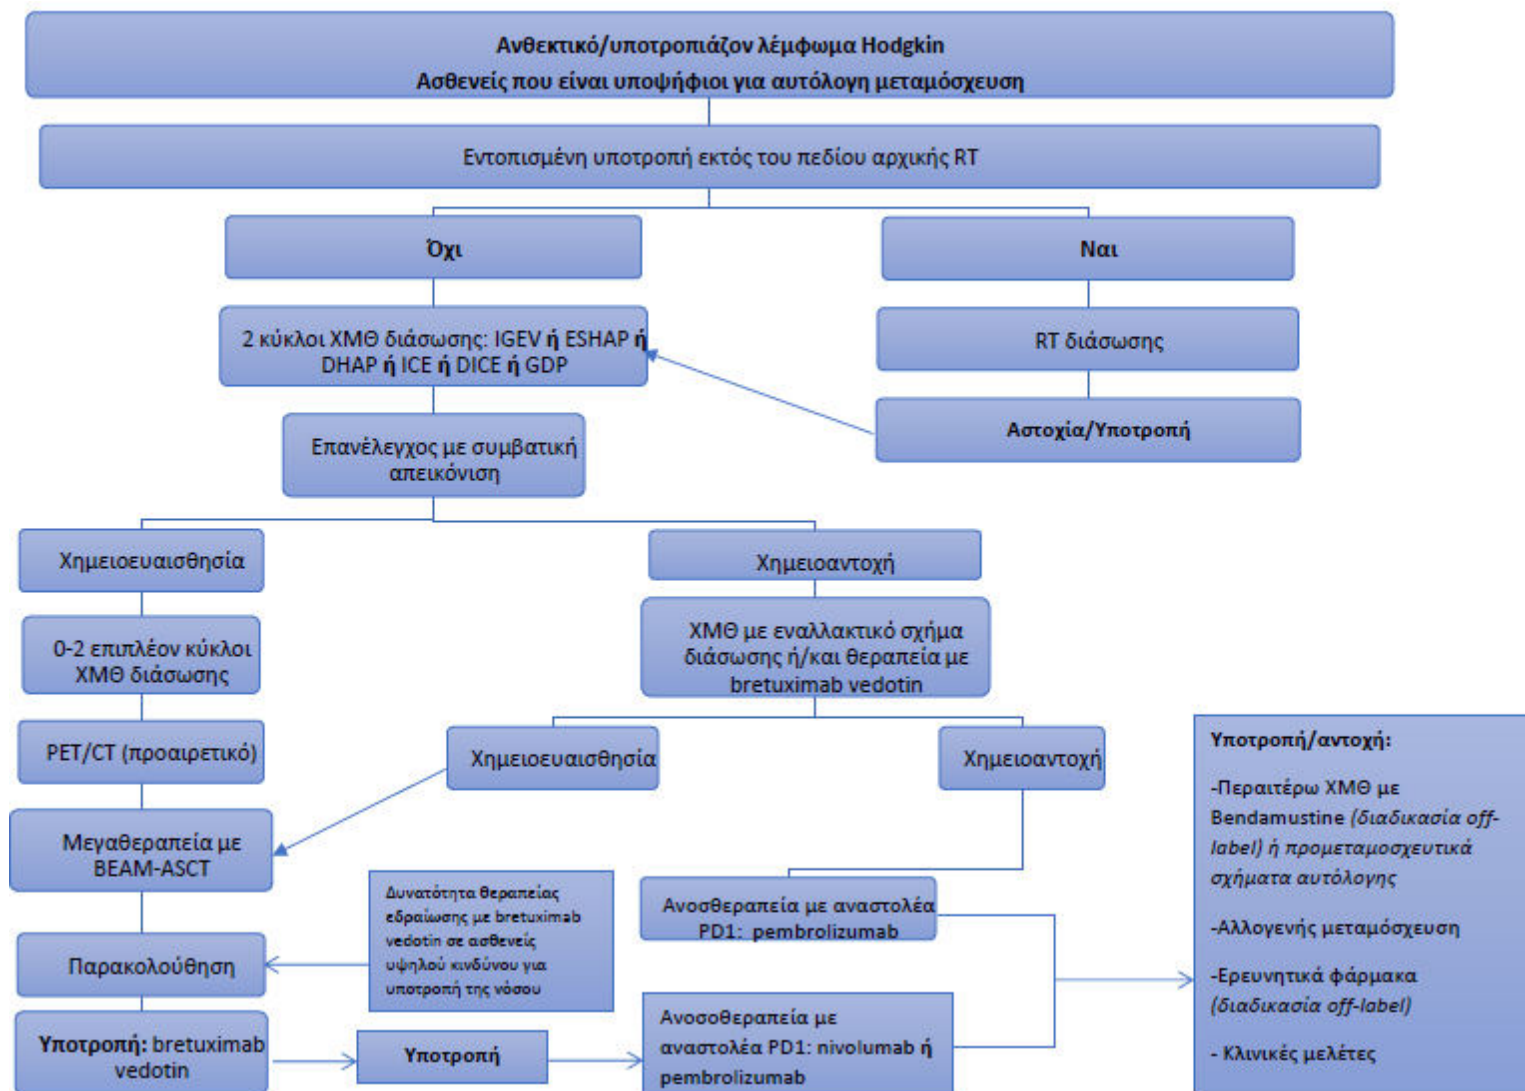 Ανθεκτικό/υποτροπιάζον λέμφωμα Hodgkin
Ασθενείς που είναι υποψήφιοι για αυτόλογη μεταμόσχευση
Εντοπισμένη υποτροπή εκτός του πεδίου αρχικής RT
Όχι
Ναι
2 κύκλοι ΧΜΘ διάσωσης: IGEV ή ESHAP ή
DHAP ή ICE ή DICE ή GDP
RT διάσωσης
Αστοχία/Υποτροπή
Επανέλεγχος με συμβατική
απεικόνιση
Χημειοευαισθησία
Χημειοαντοχή
0-2 επιπλέον κύκλοι
ΧΜΘ διάσωσης
ΧΜΘ με εναλλακτικό σχήμα
διάσωσης ή/και θεραπεία με
bretuximab vedotin
PET/CT (προαιρετικό)
Χημειοευαισθησία
Χημειοαντοχή
Μεγαθεραπεία με
BEAM-ASCT
Δυνατότητα θεραπείας
εδραίωσης με bretuximab
vedotin σε ασθενείς
υψηλού κινδύνου για
υποτροπή της νόσου
Ανοσθεραπεία με αναστολέα
PD1: pembrolizumab
Παρακολούθηση
Υποτροπή: bretuximab
vedotin
Υποτροπή
Ανοσοθεραπεία με
αναστολέα PD1: nivolumab ή
pembrolizumab
Υποτροπή/αντοχή:
-Περαιτέρω ΧΜΘ με
Bendamustine (διαδικασία off-
label) ή προμεταμοσχευτικά
σχήματα αυτόλογης
-Αλλογενής μεταμόσχευση
-Ερευνητικά φάρμακα
(διαδικασία off-label)
- Κλινικές μελέτες